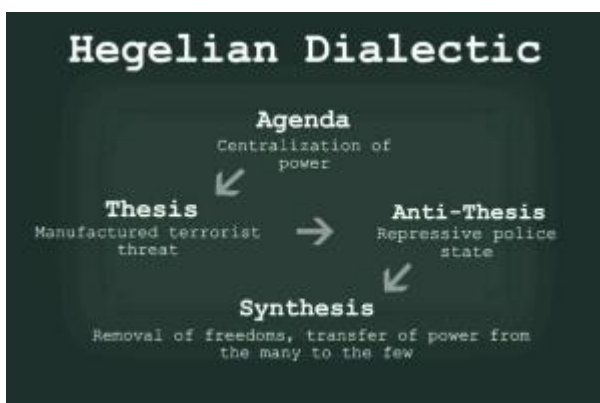 Hegelian Dialectic
Agenda
Centralization of
power
Thesis
Manufactured terrorist
threat
Anti-Thesis
Repressive police
state
Synthesis
Removal of freedoms, transfer of power from
the many to the few